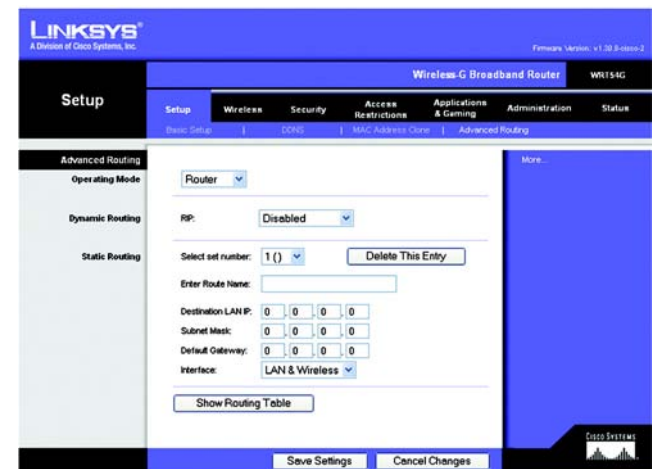 LINKSYS®
A Division of Cisco Systems, Inc.
Firmware Version: v1.30.8-cisco-2
Wireless-G Broadband Router WRT54G
Setup
Setup Wireless Security Access Restrictions Applications & Gaming Administration Status
Basic Setup | DDNS | MAC Address Clone | Advanced Routing
Advanced Routing
More...
Operating Mode Router
Dynamic Routing RIP: Disabled
Static Routing Select set number: 1 () Delete This Entry
Enter Route Name:
Destination LAN IP: 0 . 0 . 0 . 0
Subnet Mask: 0 . 0 . 0 . 0
Default Gateway: 0 . 0 . 0 . 0
Interface: LAN & Wireless
Show Routing Table
Save Settings Cancel Changes
CISCO SYSTEMS